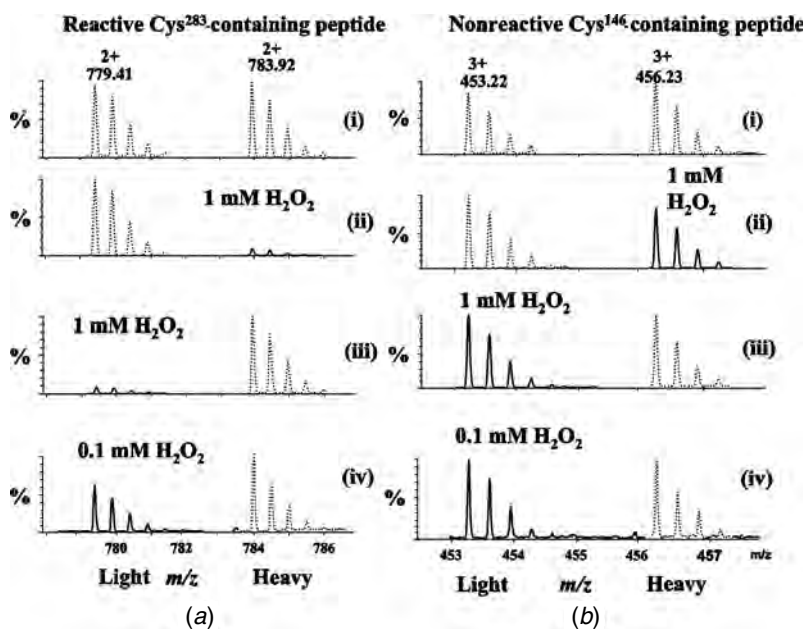 Reactive Cys²⁸³-containing peptide
2+
779.41
2+
783.92
%
(i)
1 mM H₂O₂
%
(ii)
1 mM H₂O₂
%
(iii)
0.1 mM H₂O₂
%
(iv)
780 782 784 786
Light m/z Heavy
(a)
Nonreactive Cys¹⁴⁶-containing peptide
3+
453.22
3+
456.23
%
(i)
1 mM
H₂O₂
%
(ii)
1 mM H₂O₂
%
(iii)
0.1 mM H₂O₂
%
(iv)
453 454 455 456 457 m/z
Light m/z Heavy
(b)